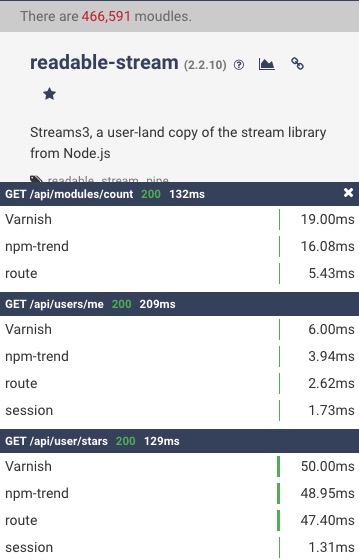 There are 466,591 moudles.
readable-stream (2.2.10)
Streams3, a user-land copy of the stream library
from Node.js
readable stream pipe
GET /api/modules/count 200 132ms
Varnish 19.00ms
npm-trend 16.08ms
route 5.43ms
GET /api/users/me 200 209ms
Varnish 6.00ms
npm-trend 3.94ms
route 2.62ms
session 1.73ms
GET /api/user/stars 200 129ms
Varnish 50.00ms
npm-trend 48.95ms
route 47.40ms
session 1.31ms